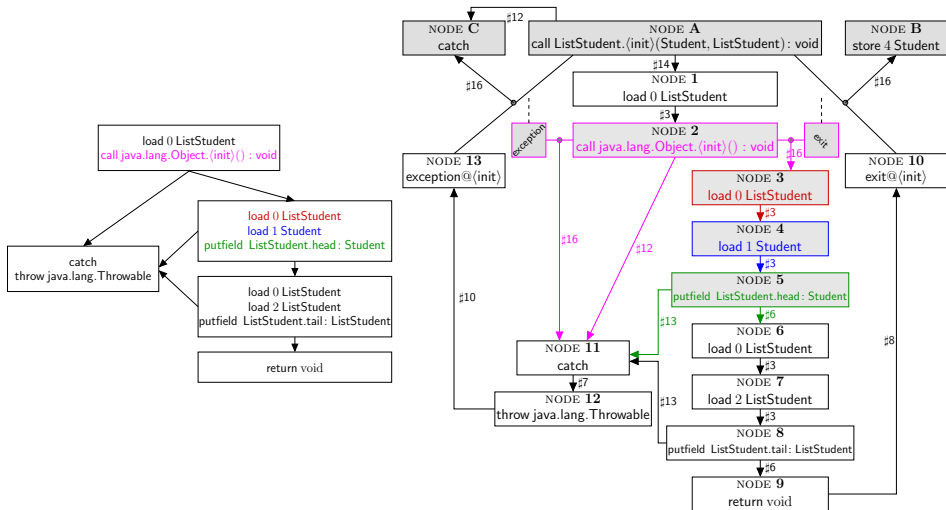 load 0 ListStudent
call java.lang.Object.⟨init⟩() : void
load 0 ListStudent
load 1 Student
putfield ListStudent.head : Student
catch
throw java.lang.Throwable
load 0 ListStudent
load 2 ListStudent
putfield ListStudent.tail : ListStudent
return void
NODE C
catch
♯12
NODE A
call ListStudent.⟨init⟩(Student, ListStudent) : void
NODE B
store 4 Student
♯16
♯14
♯16
NODE 1
load 0 ListStudent
♯3
exception
NODE 2
call java.lang.Object.⟨init⟩() : void
exit
♯16
NODE 13
exception@⟨init⟩
NODE 10
exit@⟨init⟩
NODE 3
load 0 ListStudent
♯3
♯16
♯12
NODE 4
load 1 Student
♯3
♯10
NODE 5
putfield ListStudent.head : Student
♯6
♯13
♯8
NODE 6
load 0 ListStudent
♯3
NODE 11
catch
♯7
NODE 7
load 2 ListStudent
♯3
NODE 12
throw java.lang.Throwable
♯13
NODE 8
putfield ListStudent.tail : ListStudent
♯6
NODE 9
return void